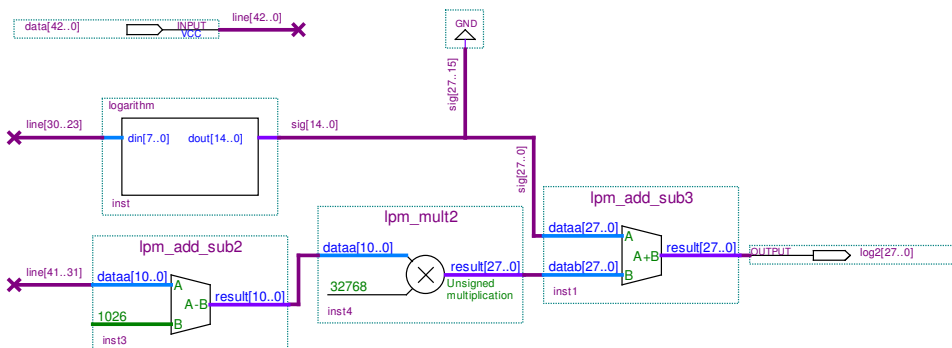 data[42..0]
INPUT
VCC
line[42..0]
GND
sig[27..15]
logarithm
line[30..23]
din[7..0]
dout[14..0]
sig[14..0]
inst
sig[27..0]
lpm_add_sub2
line[41..31]
dataa[10..0]
A
A-B
result[10..0]
1026
B
inst3
lpm_mult2
dataa[10..0]
result[27..0]
Unsigned
multiplication
32768
inst4
lpm_add_sub3
dataa[27..0]
A
A+B
result[27..0]
datab[27..0]
B
inst1
OUTPUT
log2[27..0]